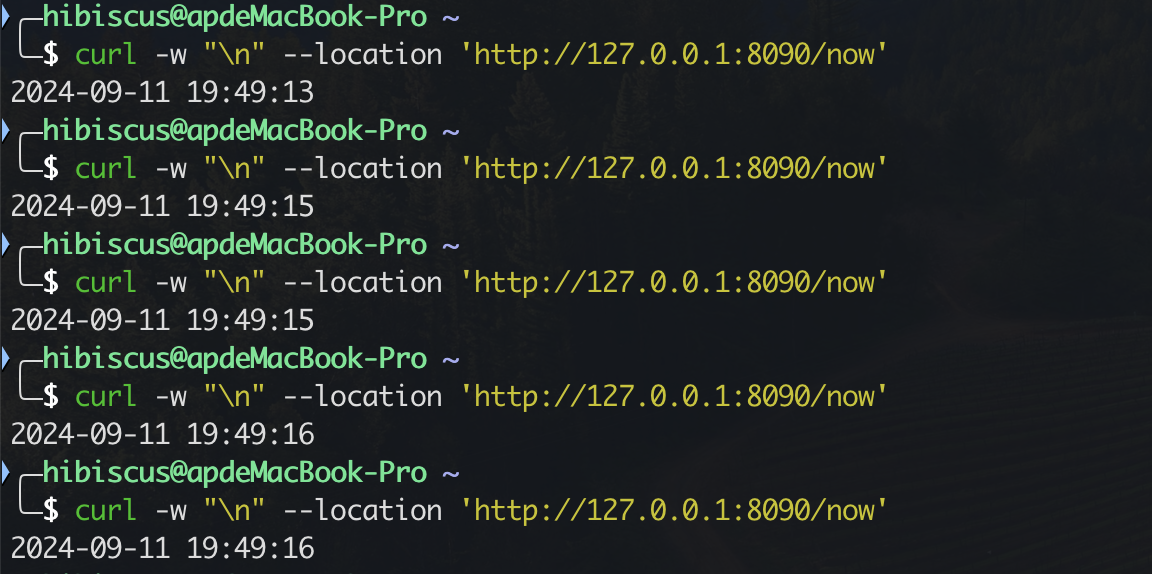 hibiscus@apdeMacBook-Pro ~
$ curl -w "\n" --location 'http://127.0.0.1:8090/now'
2024-09-11 19:49:13
hibiscus@apdeMacBook-Pro ~
$ curl -w "\n" --location 'http://127.0.0.1:8090/now'
2024-09-11 19:49:15
hibiscus@apdeMacBook-Pro ~
$ curl -w "\n" --location 'http://127.0.0.1:8090/now'
2024-09-11 19:49:15
hibiscus@apdeMacBook-Pro ~
$ curl -w "\n" --location 'http://127.0.0.1:8090/now'
2024-09-11 19:49:16
hibiscus@apdeMacBook-Pro ~
$ curl -w "\n" --location 'http://127.0.0.1:8090/now'
2024-09-11 19:49:16